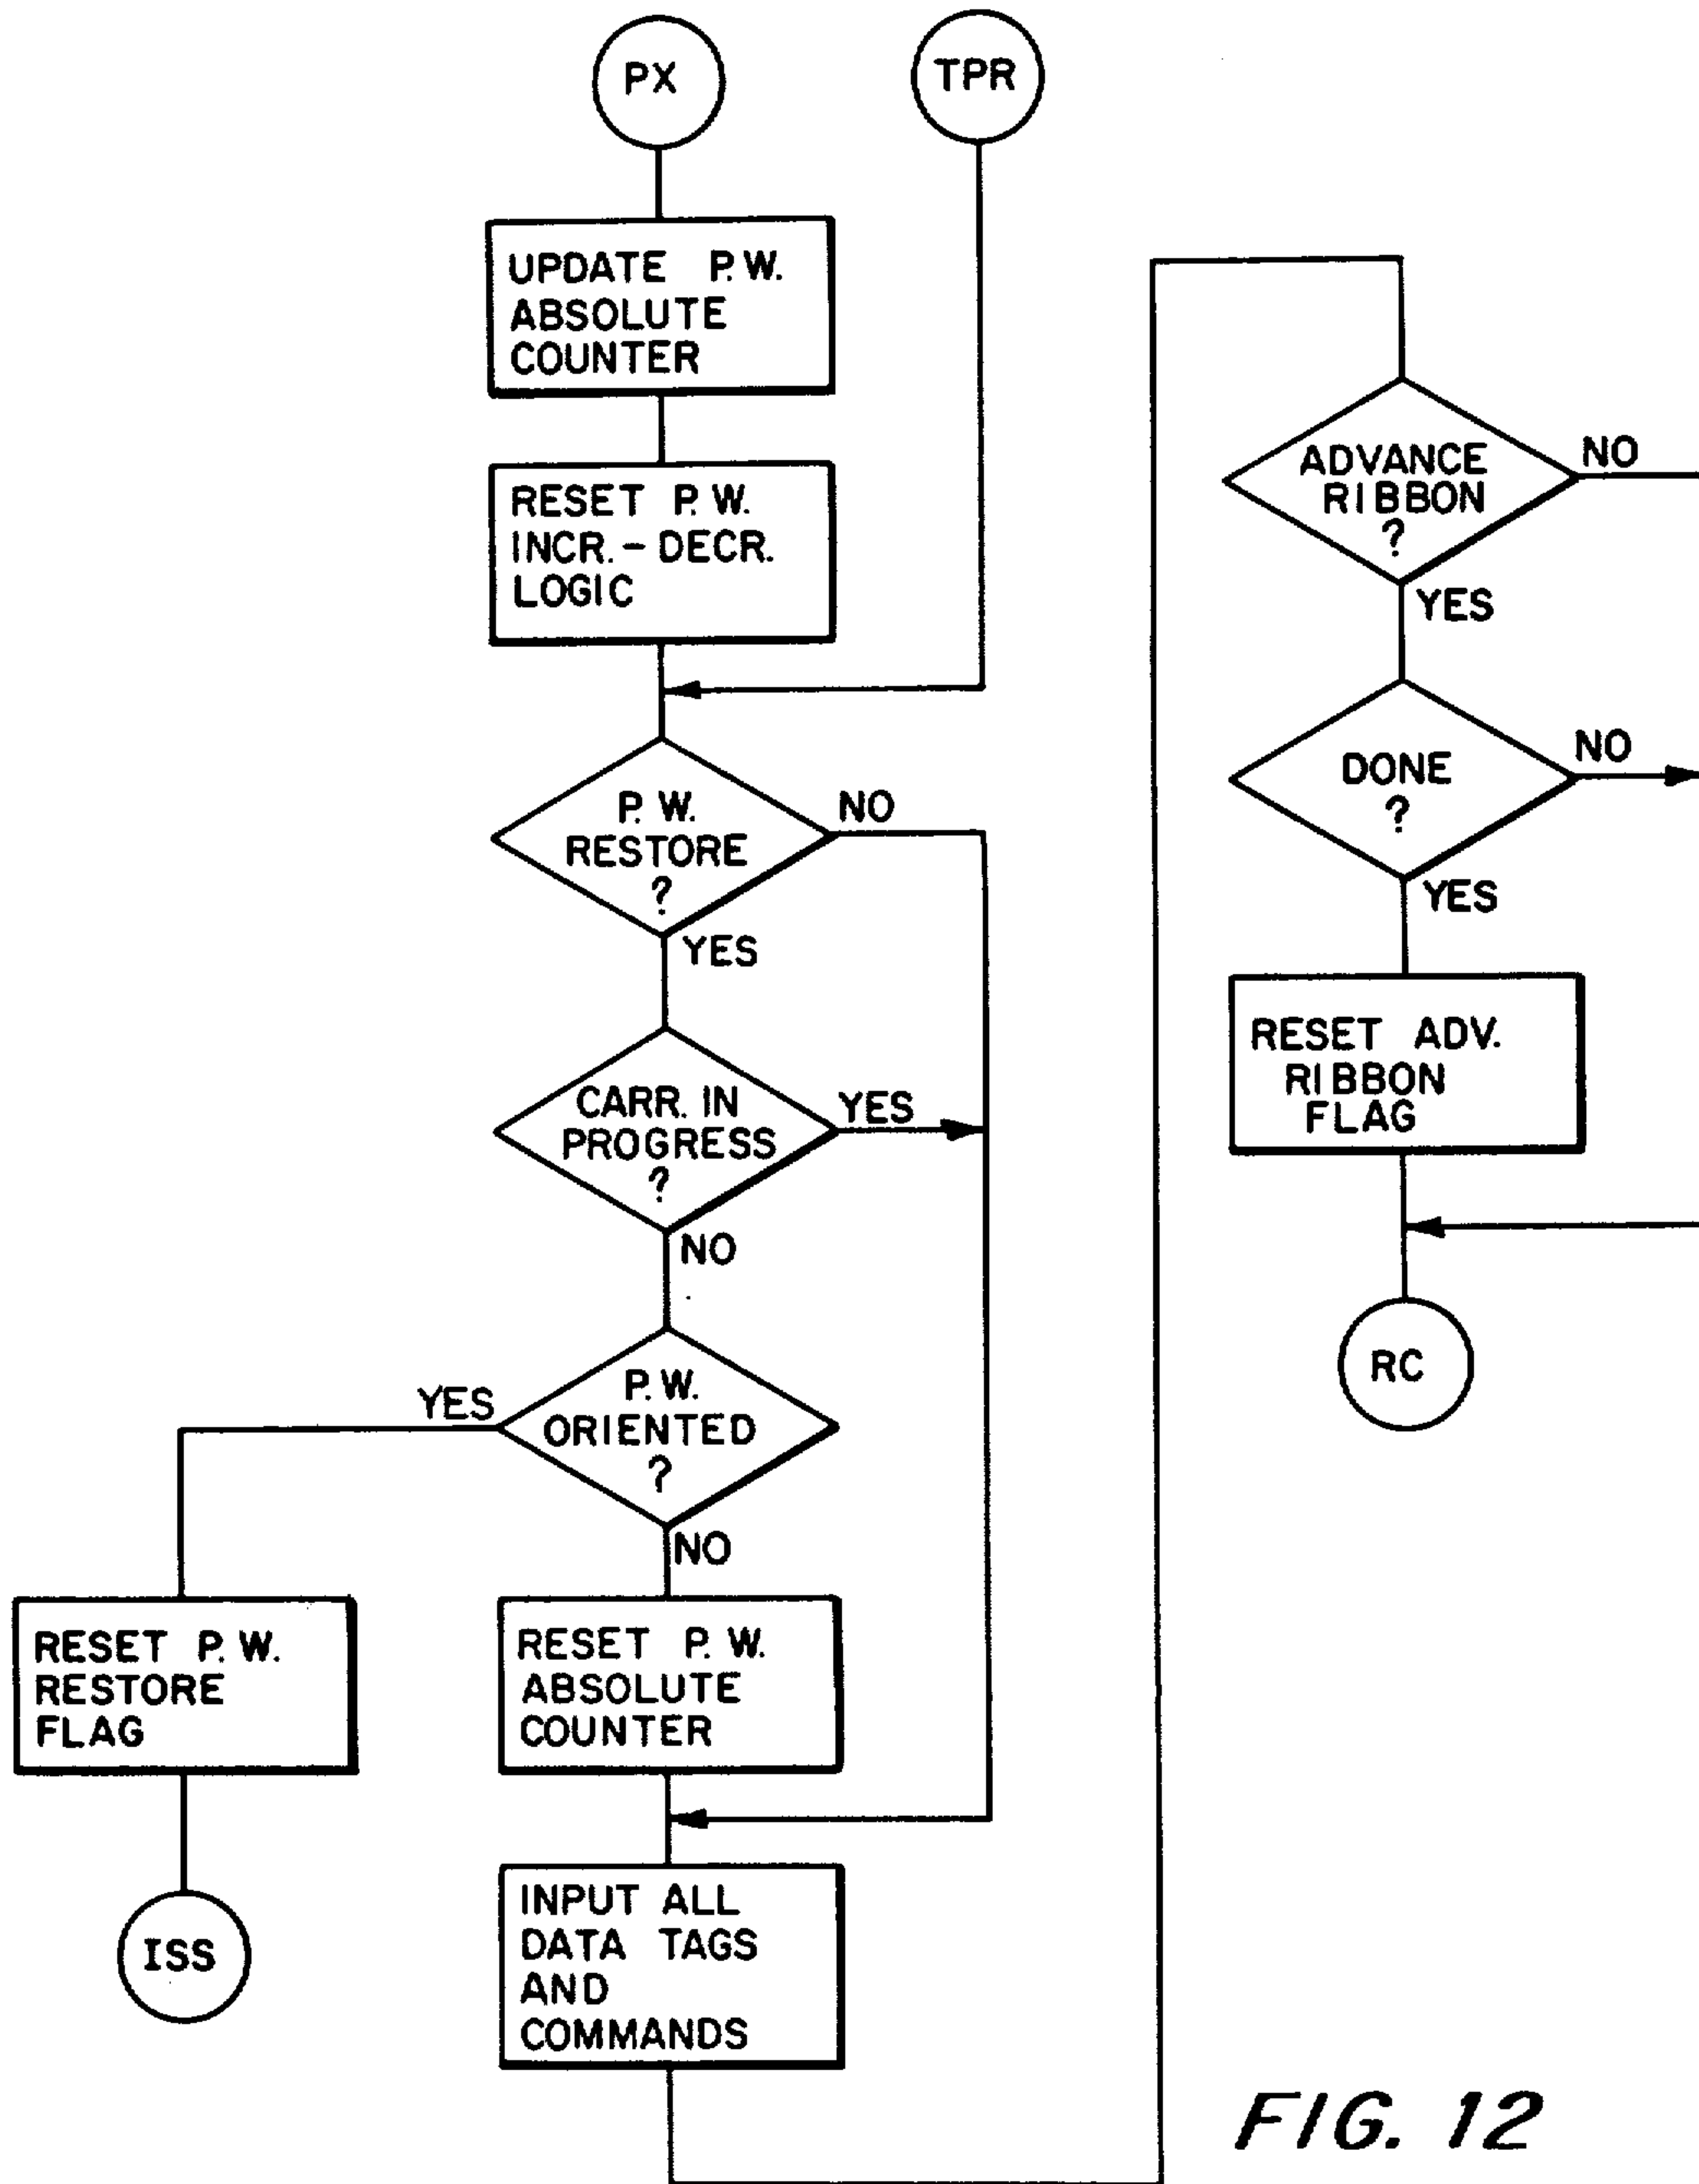 PX
TPR
UPDATE P.W.
ABSOLUTE
COUNTER
RESET P.W.
INCR.-DECR.
LOGIC
P.W.
RESTORE
?
NO
YES
CARR. IN
PROGRESS
?
YES
NO
P.W.
ORIENTED
?
YES
NO
RESET P.W.
RESTORE
FLAG
ISS
RESET P.W.
ABSOLUTE
COUNTER
INPUT ALL
DATA TAGS
AND
COMMANDS
ADVANCE
RIBBON
?
NO
YES
DONE
?
NO
YES
RESET ADV.
RIBBON
FLAG
RC
FIG. 12